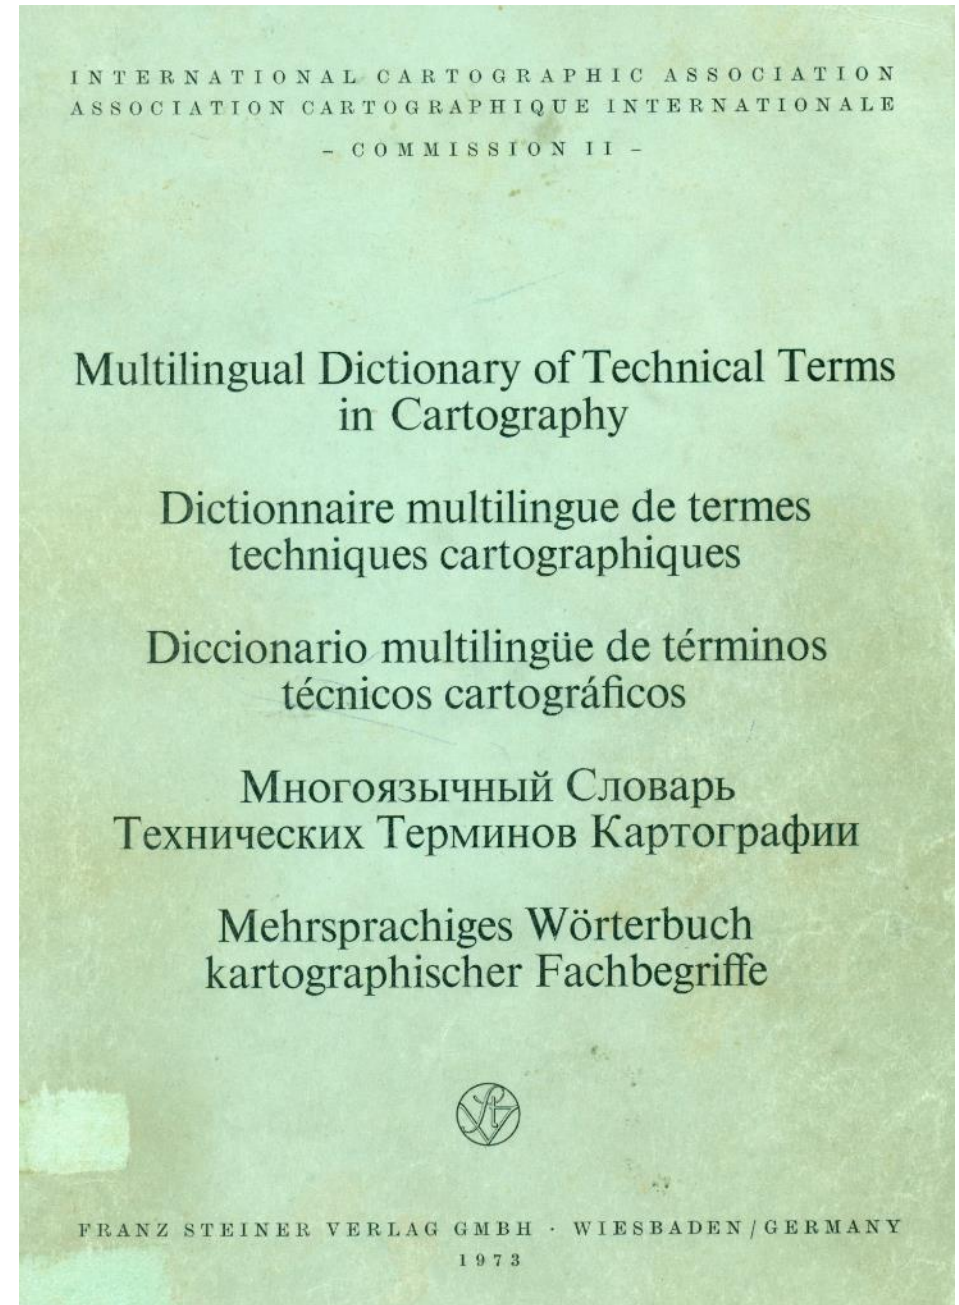 INTERNATIONAL CARTOGRAPHIC ASSOCIATION
ASSOCIATION CARTOGRAPHIQUE INTERNATIONALE
– COMMISSION II –
Multilingual Dictionary of Technical Terms
in Cartography
Dictionnaire multilingue de termes
techniques cartographiques
Diccionario multilingüe de términos
técnicos cartográficos
Многоязычный Словарь
Технических Терминов Картографии
Mehrsprachiges Wörterbuch
kartographischer Fachbegriffe
FRANZ STEINER VERLAG GMBH · WIESBADEN/GERMANY
1973